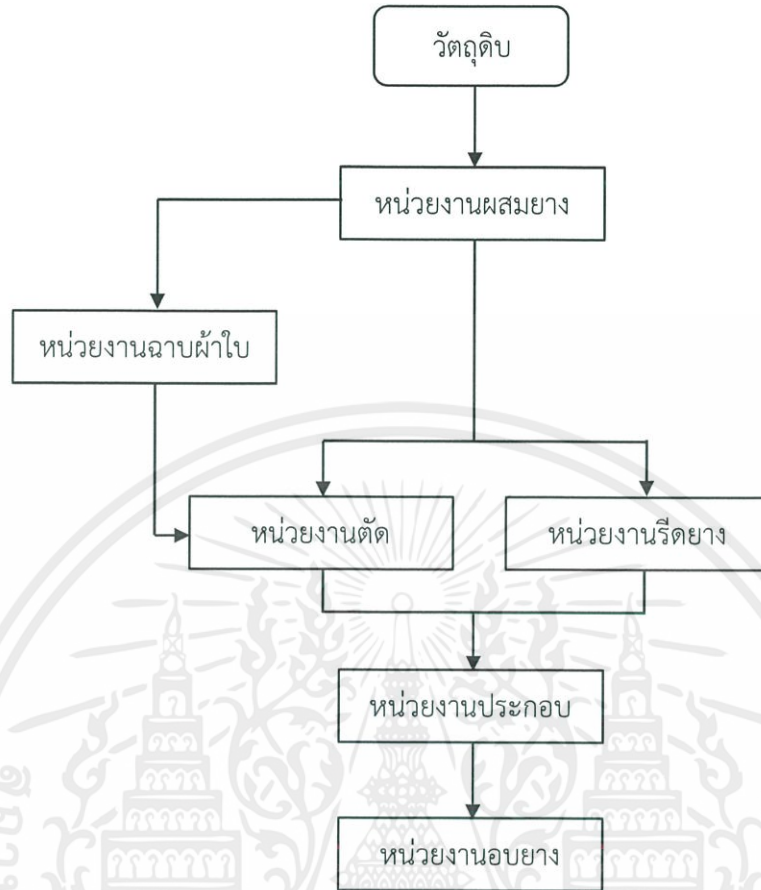 วัตถุดิบ
หน่วยงานผสมยาง
หน่วยงานฉาบผ้าใบ
หน่วยงานตัด
หน่วยงานรีดยาง
หน่วยงานประกอบ
หน่วยงานอบยาง